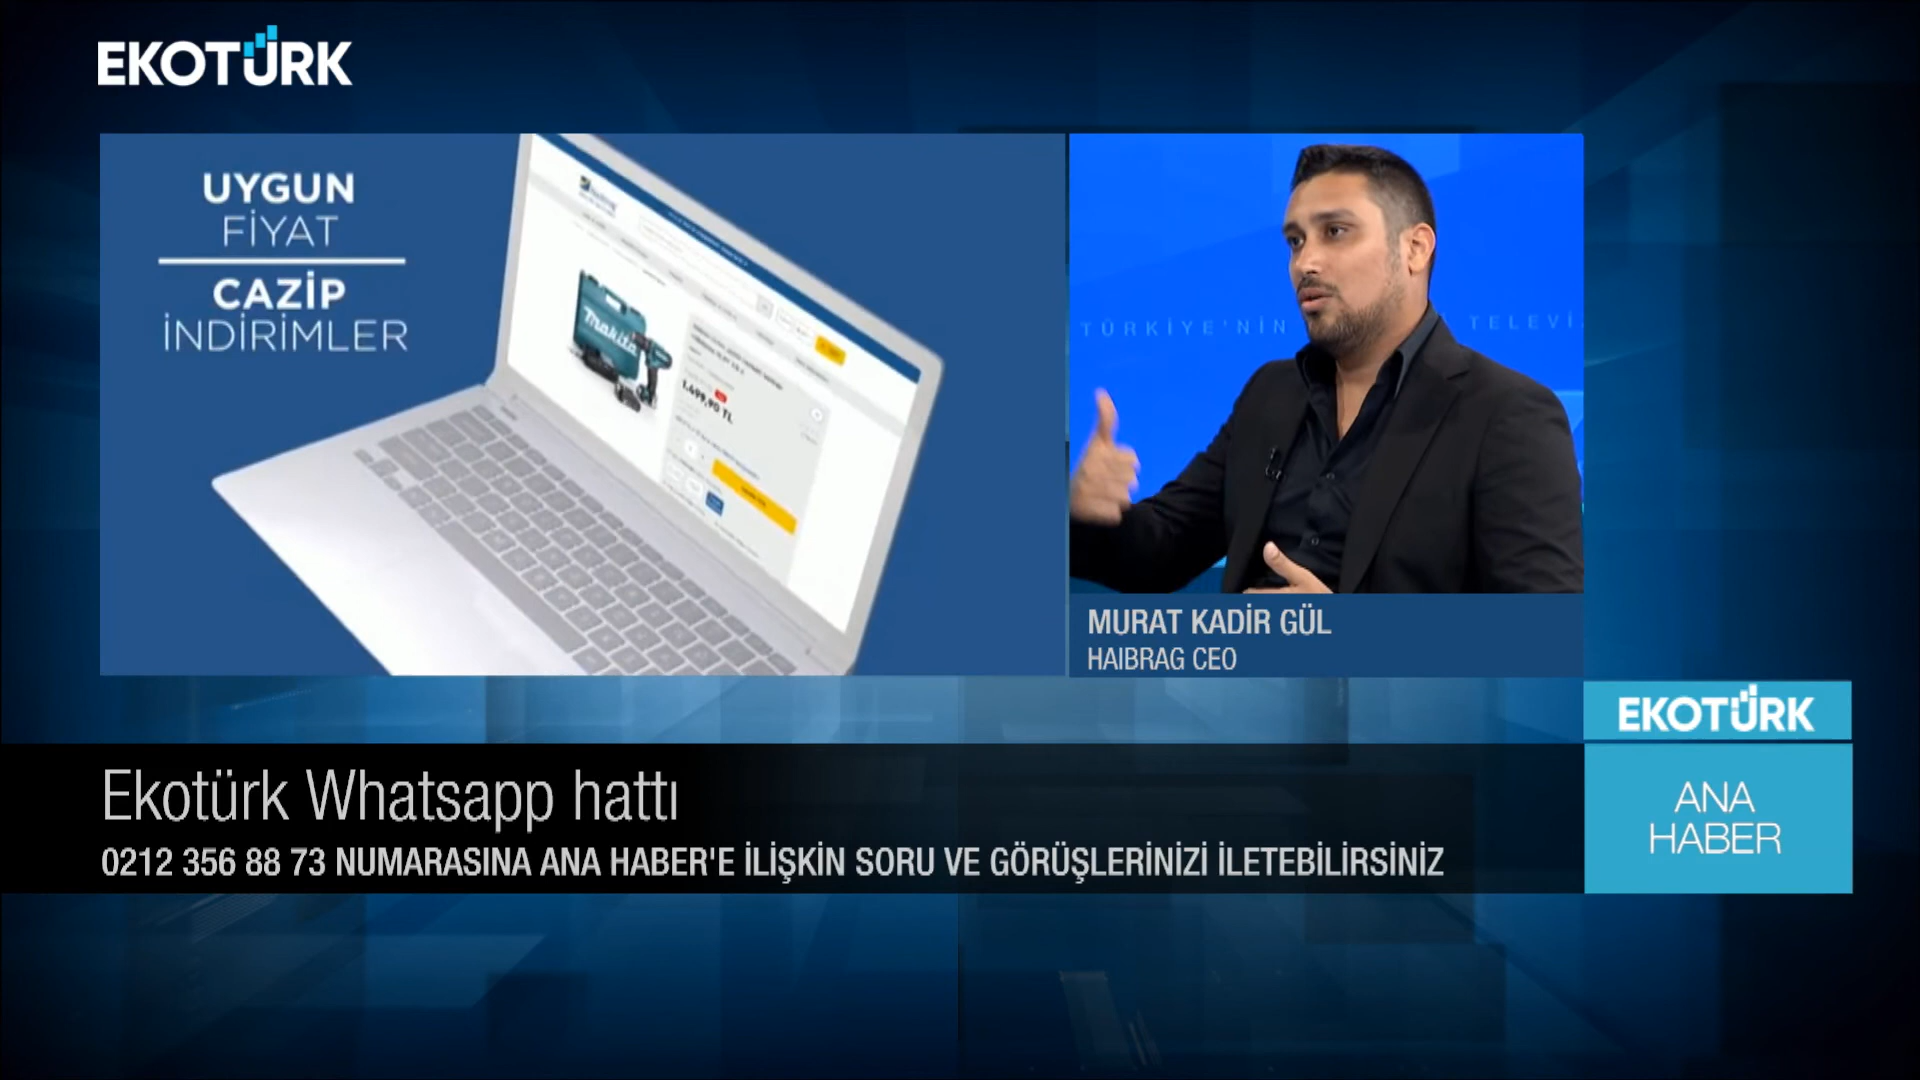 EKOTÜRK
UYGUN
FİYAT
CAZİP
İNDİRİMLER
makita
1.499,90 TL
TÜRKİYE'NİN
TELEVİ
MURAT KADİR GÜL
HAIBRAG CEO
EKOTÜRK
Ekotürk Whatsapp hattı
0212 356 88 73 NUMARASINA ANA HABER'E İLİŞKİN SORU VE GÖRÜŞLERİNİZİ İLETEBİLİRSİNİZ
ANA
HABER